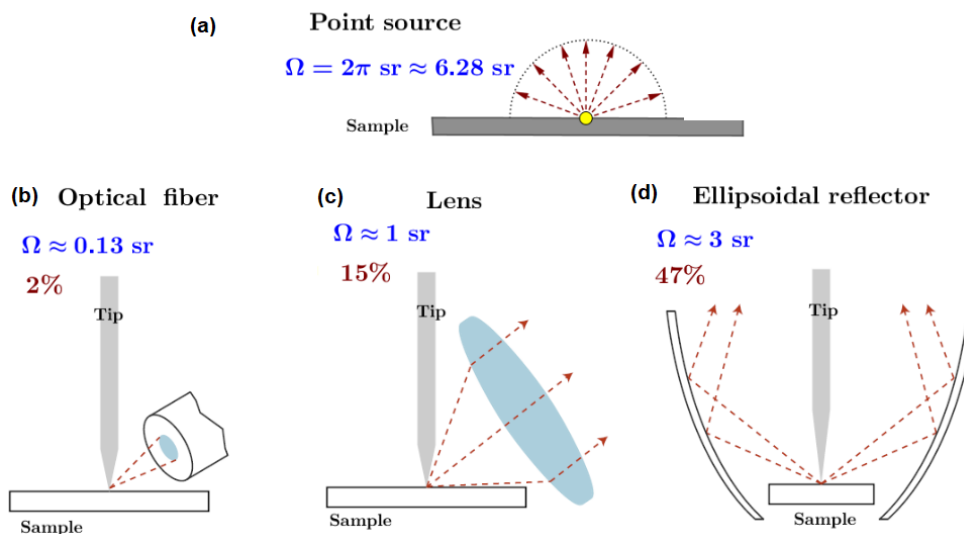 (a)
Point source
Ω = 2π sr ≈ 6.28 sr
Sample
(b) Optical fiber
Ω ≈ 0.13 sr
2%
Tip
Sample
(c) Lens
Ω ≈ 1 sr
15%
Tip
Sample
(d) Ellipsoidal reflector
Ω ≈ 3 sr
47%
Tip
Sample